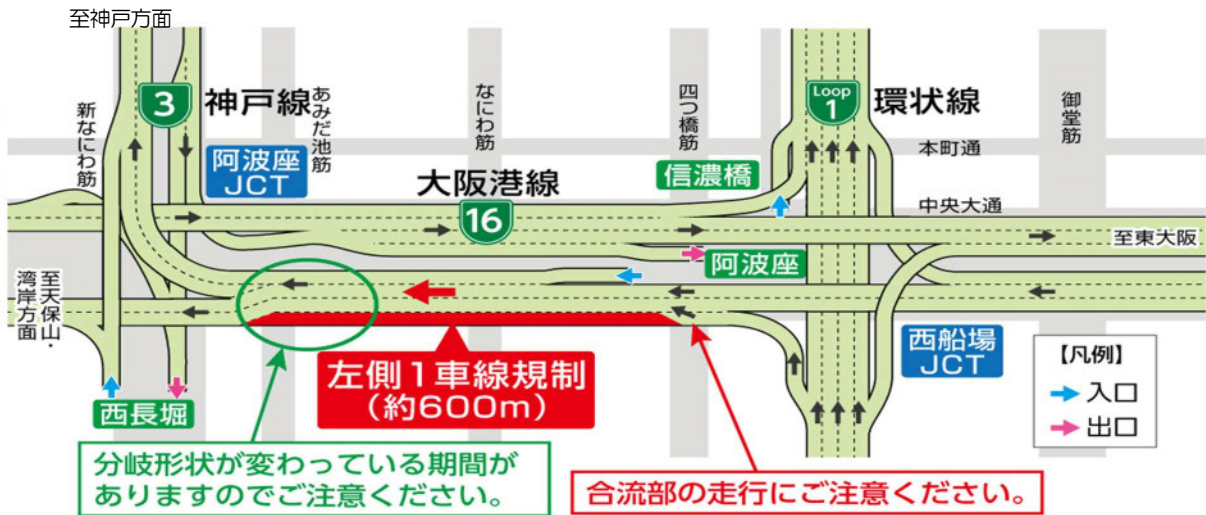 至神戸方面
新なにわ筋
3
神戸線
あみだ池筋
なにわ筋
四つ橋筋
Loop
1
環状線
御堂筋
阿波座
JCT
大阪港線
16
信濃橋
本町通
中央大通
至東大阪
阿波座
至天保山・
湾岸方面
西長堀
左側1車線規制
(約600m)
西船場
JCT
【凡例】
入口
出口
分岐形状が変わっている期間が
ありますのでご注意ください。
合流部の走行にご注意ください。